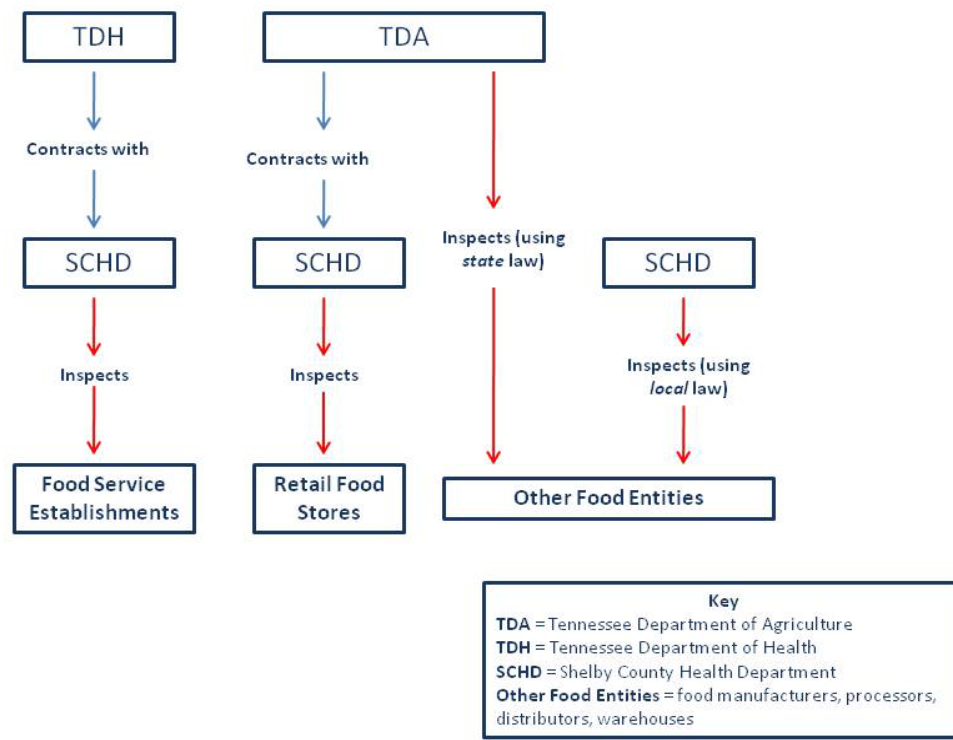 TDH
TDA
Contracts with
Contracts with
SCHD
SCHD
Inspects (using
state law)
SCHD
Inspects
Inspects
Inspects (using
local law)
Food Service
Establishments
Retail Food
Stores
Other Food Entities
Key
TDA = Tennessee Department of Agriculture
TDH = Tennessee Department of Health
SCHD = Shelby County Health Department
Other Food Entities = food manufacturers, processors,
distributors, warehouses